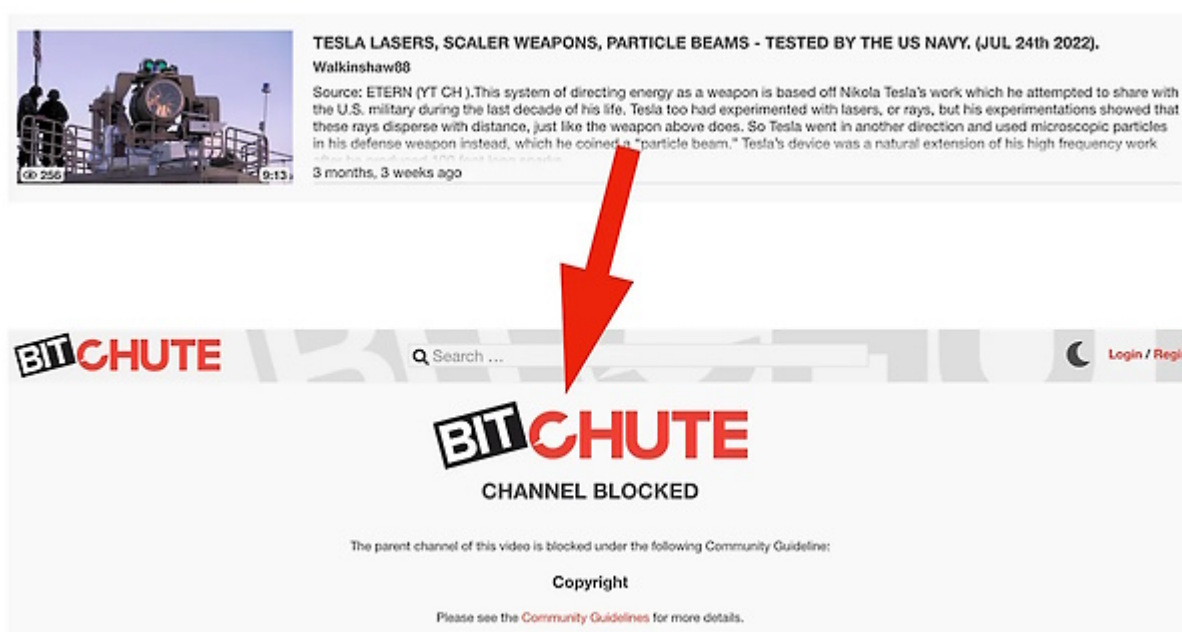 TESLA LASERS, SCALER WEAPONS, PARTICLE BEAMS - TESTED BY THE US NAVY. (JUL 24th 2022).
Walkinshaw88
Source: ETERN (YT CH ).This system of directing energy as a weapon is based off Nikola Tesla's work which he attempted to share with
the U.S. military during the last decade of his life. Tesla too had experimented with lasers, or rays, but his experimentations showed that
these rays disperse with distance, just like the weapon above does. So Tesla went in another direction and used microscopic particles
in his defense weapon instead, which he coined a "particle beam." Tesla's device was a natural extension of his high frequency work
after he produced 100 foot long sparks
256
9:13
3 months, 3 weeks ago
BITCHUTE
Search ...
Login / Regi
BITCHUTE
CHANNEL BLOCKED
The parent channel of this video is blocked under the following Community Guideline:
Copyright
Please see the Community Guidelines for more details.